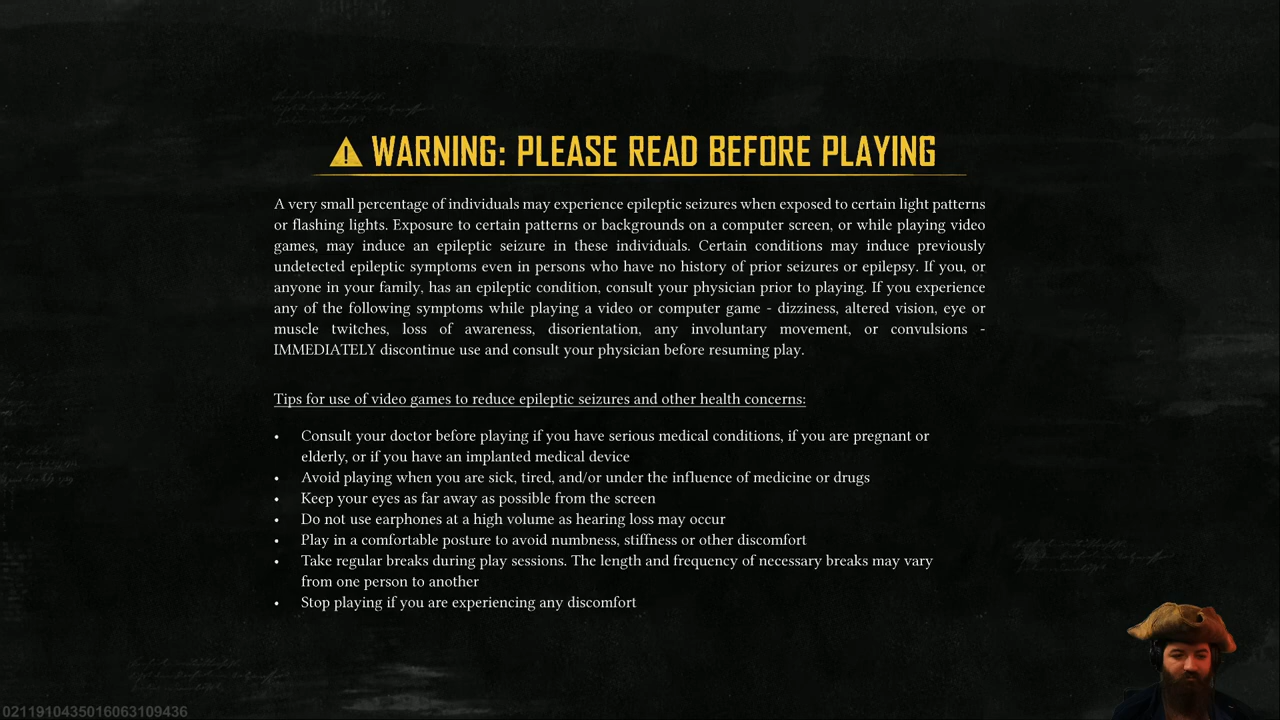 WARNING: PLEASE READ BEFORE PLAYING
A very small percentage of individuals may experience epileptic seizures when exposed to certain light patterns
or flashing lights. Exposure to certain patterns or backgrounds on a computer screen, or while playing video
games, may induce an epileptic seizure in these individuals. Certain conditions may induce previously
undetected epileptic symptoms even in persons who have no history of prior seizures or epilepsy. If you, or
anyone in your family, has an epileptic condition, consult your physician prior to playing. If you experience
any of the following symptoms while playing a video or computer game - dizziness, altered vision, eye or
muscle twitches, loss of awareness, disorientation, any involuntary movement, or convulsions -
IMMEDIATELY discontinue use and consult your physician before resuming play.
Tips for use of video games to reduce epileptic seizures and other health concerns:
• Consult your doctor before playing if you have serious medical conditions, if you are pregnant or
elderly, or if you have an implanted medical device
• Avoid playing when you are sick, tired, and/or under the influence of medicine or drugs
• Keep your eyes as far away as possible from the screen
• Do not use earphones at a high volume as hearing loss may occur
• Play in a comfortable posture to avoid numbness, stiffness or other discomfort
• Take regular breaks during play sessions. The length and frequency of necessary breaks may vary
from one person to another
• Stop playing if you are experiencing any discomfort
0211910435016063109436